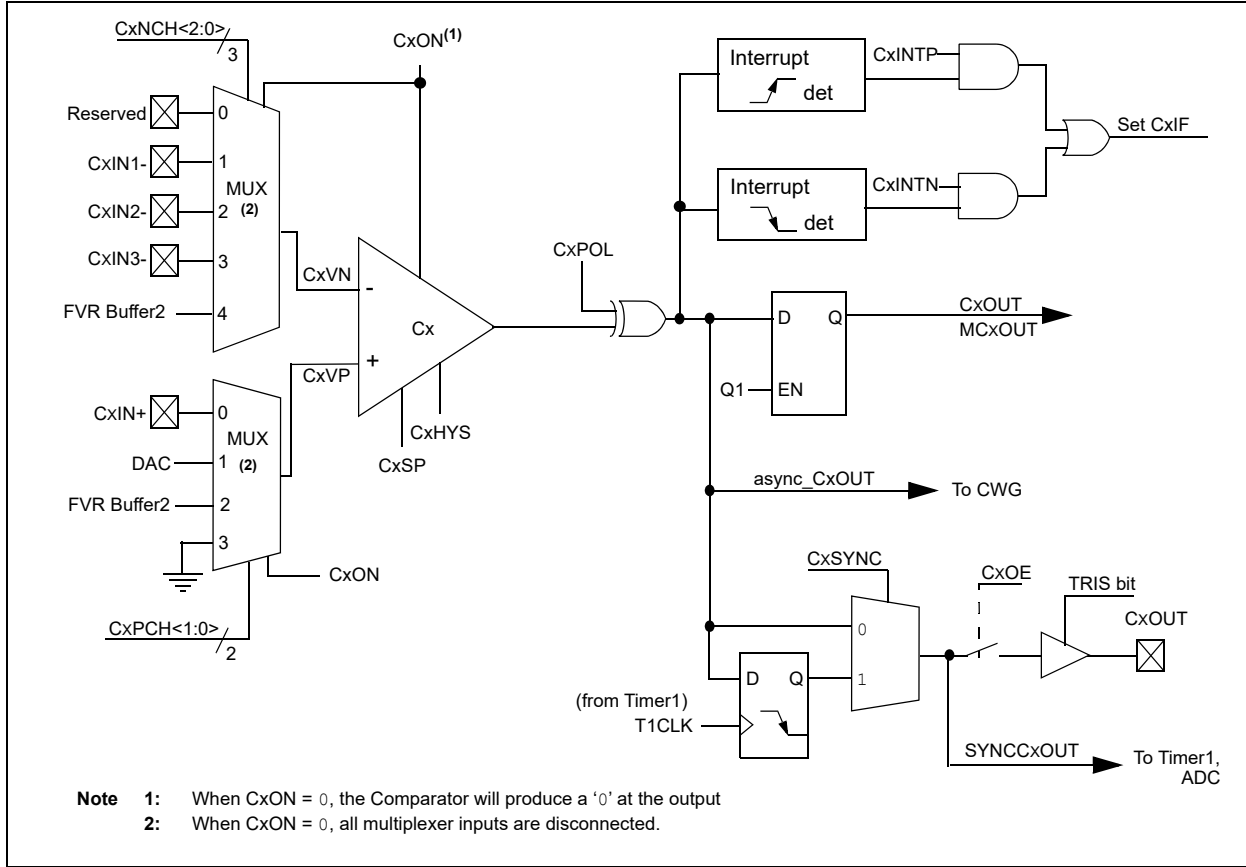 CxNCH<2:0>
3
CxON(1)
Reserved
0
CxIN1-
1
MUX
(2)
CxIN2-
2
CxIN3-
3
FVR Buffer2
4
CxVN
-
Cx
+
CxVP
CxHYS
CxSP
CxIN+
0
MUX
(2)
DAC
1
FVR Buffer2
2
3
CxON
CxPCH<1:0>
2
CxPOL
Interrupt
det
CxINTP
Interrupt
det
CxINTN
Set CxIF
D
Q
Q1
EN
CxOUT
MCxOUT
async_CxOUT
To CWG
CxSYNC
0
1
D
Q
(from Timer1)
T1CLK
CxOE
TRIS bit
CxOUT
SYNCCxOUT
To Timer1,
ADC
Note 1: When CxON = 0, the Comparator will produce a ‘0’ at the output
2: When CxON = 0, all multiplexer inputs are disconnected.